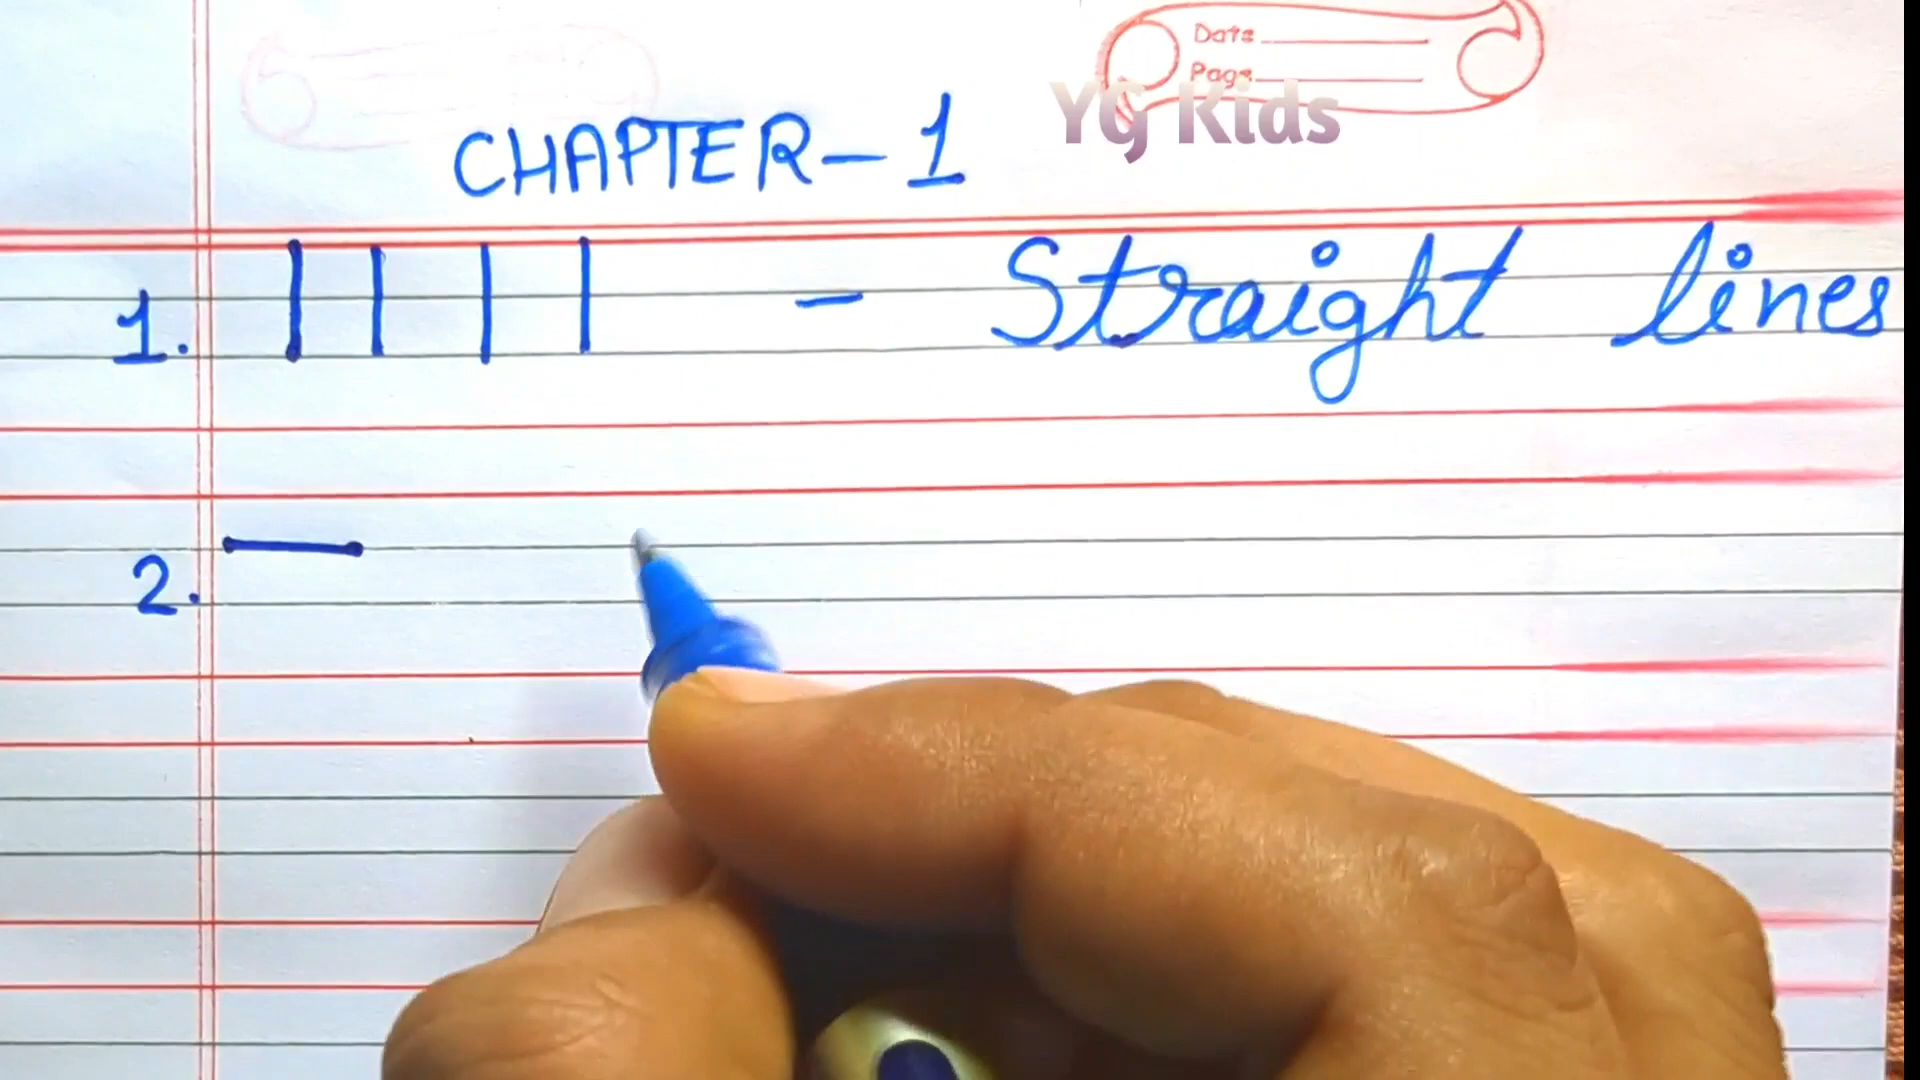 Date
Page
YG Kids
CHAPTER-1
1. | | | | - Straight lines
2. —